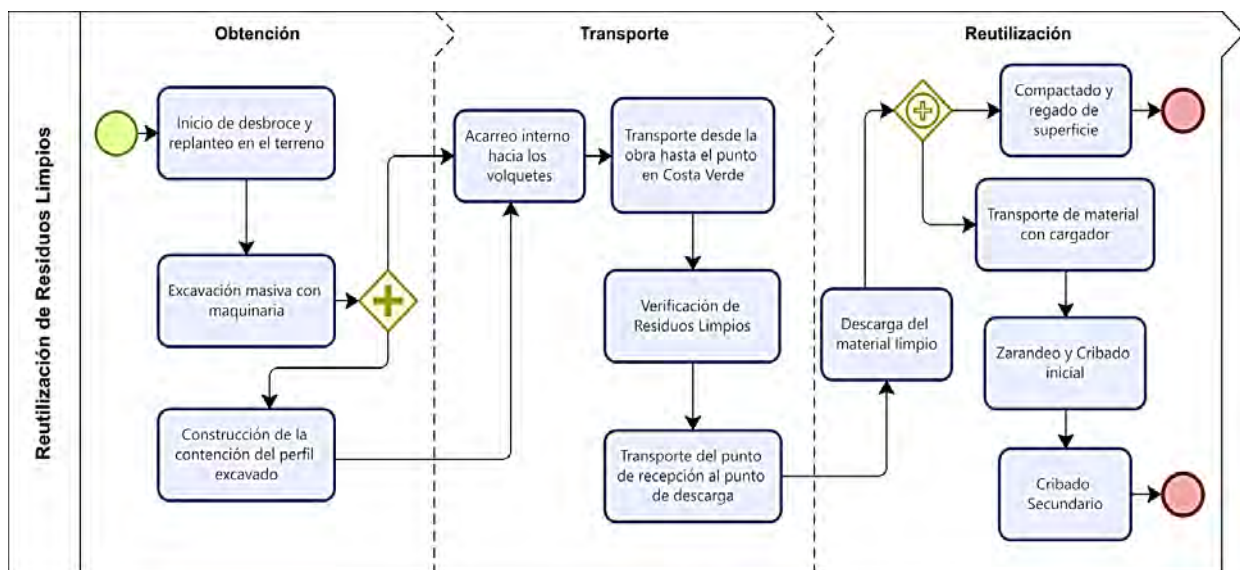 Reutilización de Residuos Limpios
Obtención
Inicio de desbroce y
replanteo en el terreno
Excavación masiva con
maquinaria
Construcción de la
contención del perfil
excavado
Transporte
Acarreo interno
hacia los
volquetes
Transporte desde la
obra hasta el punto
en Costa Verde
Verificación de
Residuos Limpios
Transporte del punto
de recepción al punto
de descarga
Reutilización
Descarga del
material limpio
Compactado y
regado de
superficie
Transporte de material
con cargador
Zarandeo y Cribado
inicial
Cribado
Secundario